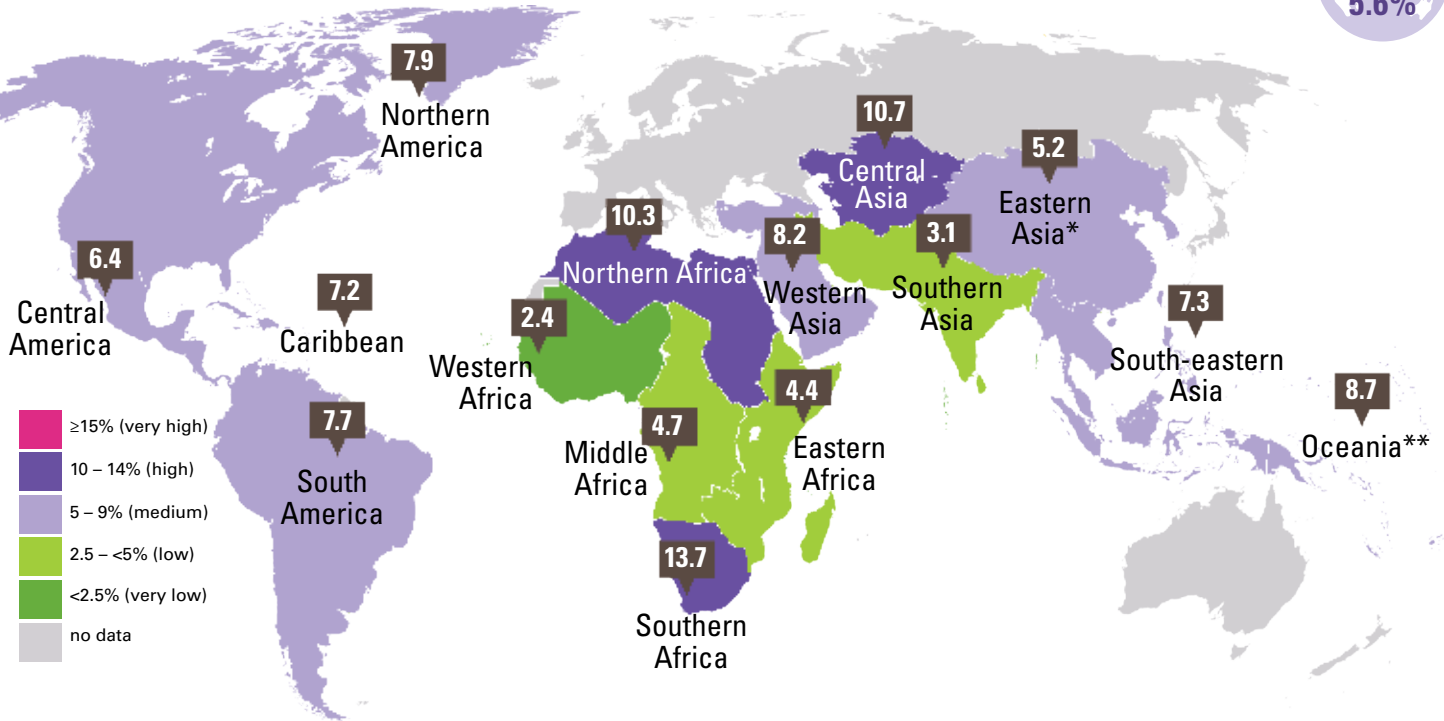 5.6%
7.9
Northern
America
10.7
Central
Asia
5.2
Eastern
Asia*
10.3
Northern Africa
8.2
Western
Asia
3.1
Southern
Asia
6.4
Central
America
7.2
Caribbean
2.4
Western
Africa
7.3
South-eastern
Asia
4.4
Eastern
Africa
8.7
Oceania**
7.7
South
America
4.7
Middle
Africa
13.7
Southern
Africa
≥15% (very high)
10 – 14% (high)
5 – 9% (medium)
2.5 – <5% (low)
<2.5% (very low)
no data